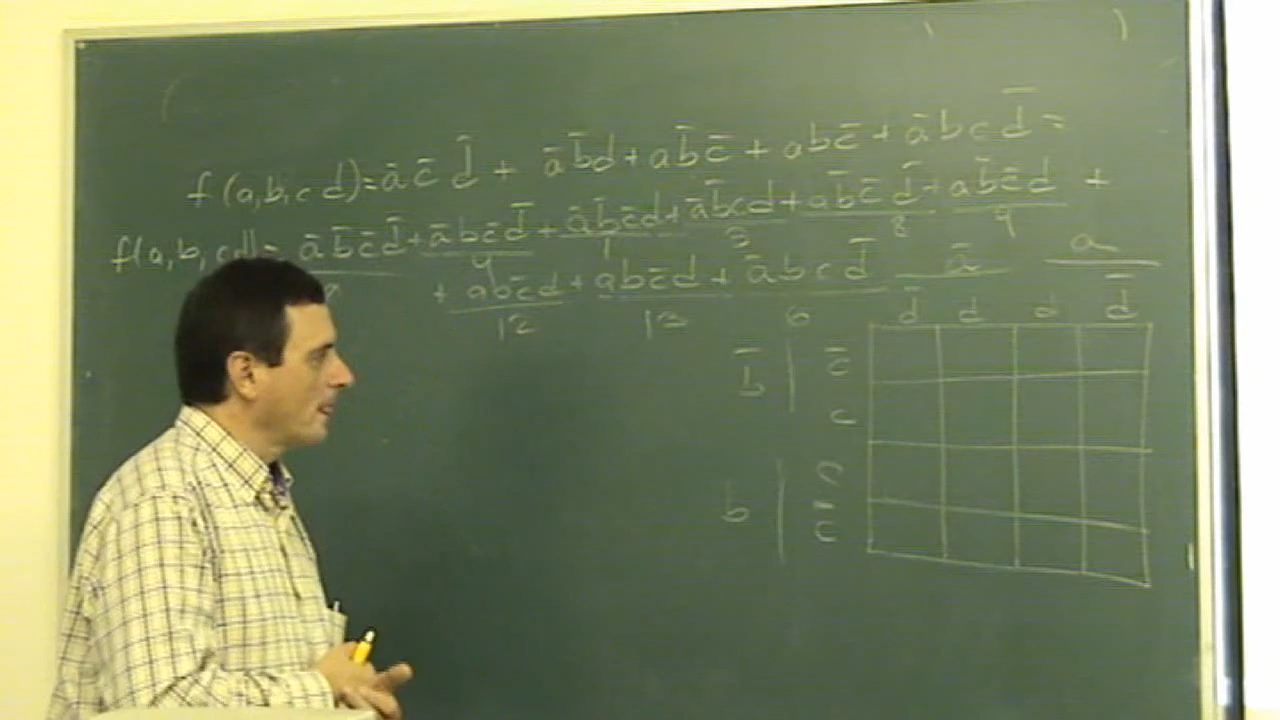 f(a,b,c d)=āc̄d̄ + āb̄d+ab̄c̄ + abc̄ + ābcd̄=
f(a,b,cd)= āb̄c̄d̄+ābc̄d̄+āb̄c̄d+āb̄cd+ab̄c̄d̄+ab̄c̄d +
4 1 3 8 9
+ abc̄d̄+abc̄d+ābcd̄
12 13 6
ā a
d̄ d d d̄
b̄ c̄
c
c
b c̄